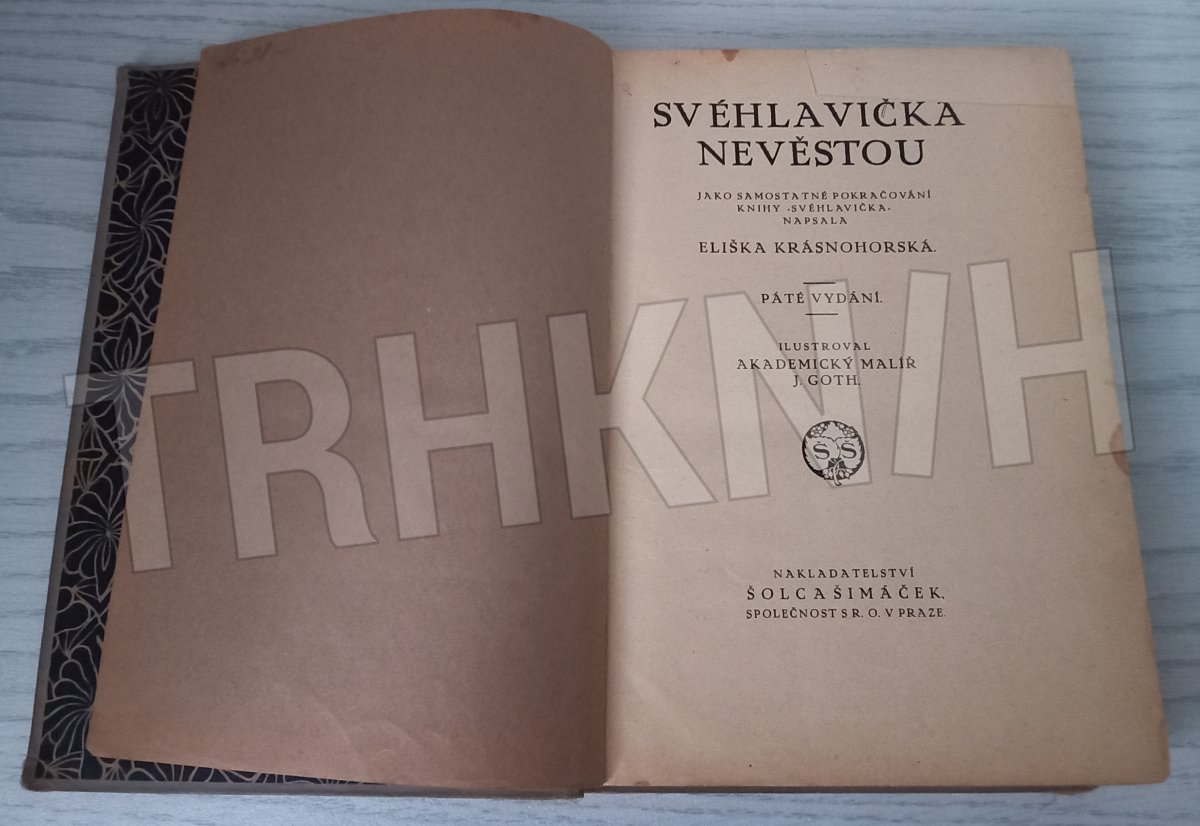 SVÉHLAVIČKA
NEVĚSTOU
JAKO SAMOSTATNÉ POKRAČOVÁNÍ
KNIHY „SVÉHLAVIČKA“
NAPSALA
ELIŠKA KRÁSNOHORSKÁ.
PÁTÉ VYDÁNÍ.
ILUSTROVAL
AKADEMICKÝ MALÍŘ
J. GOTH.
Š Š
NAKLADATELSTVÍ
ŠOLC A ŠIMÁČEK,
SPOLEČNOST S R. O. V PRAZE.
TRHKNIH